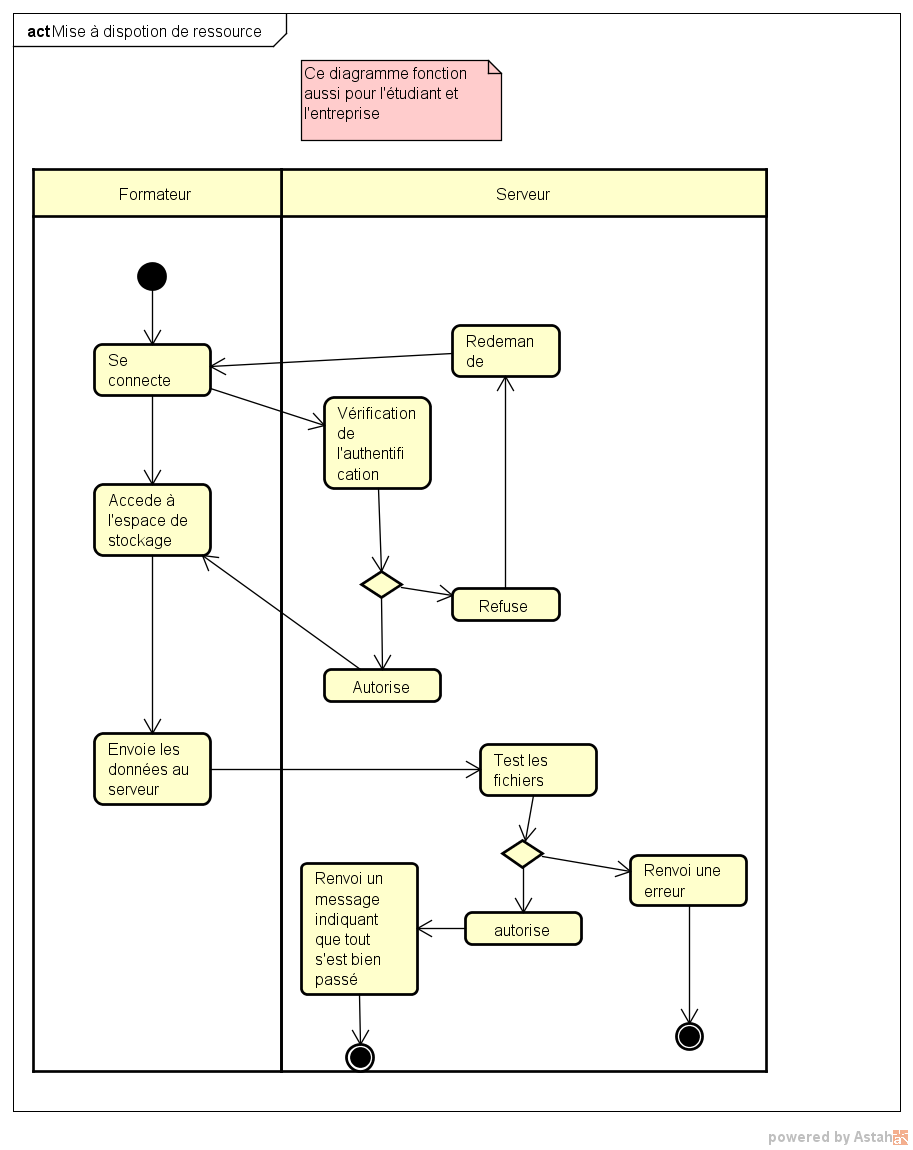 act Mise à dispotion de ressource
Ce diagramme fonction
aussi pour l'étudiant et
l'entreprise
Formateur
Serveur
Se
connecte
Redeman
de
Vérification
de
l'authentifi
cation
Accede à
l'espace de
stockage
Refuse
Autorise
Envoie les
données au
serveur
Test les
fichiers
Renvoi une
erreur
Renvoi un
message
indiquant
que tout
s'est bien
passé
autorise
powered by Astah